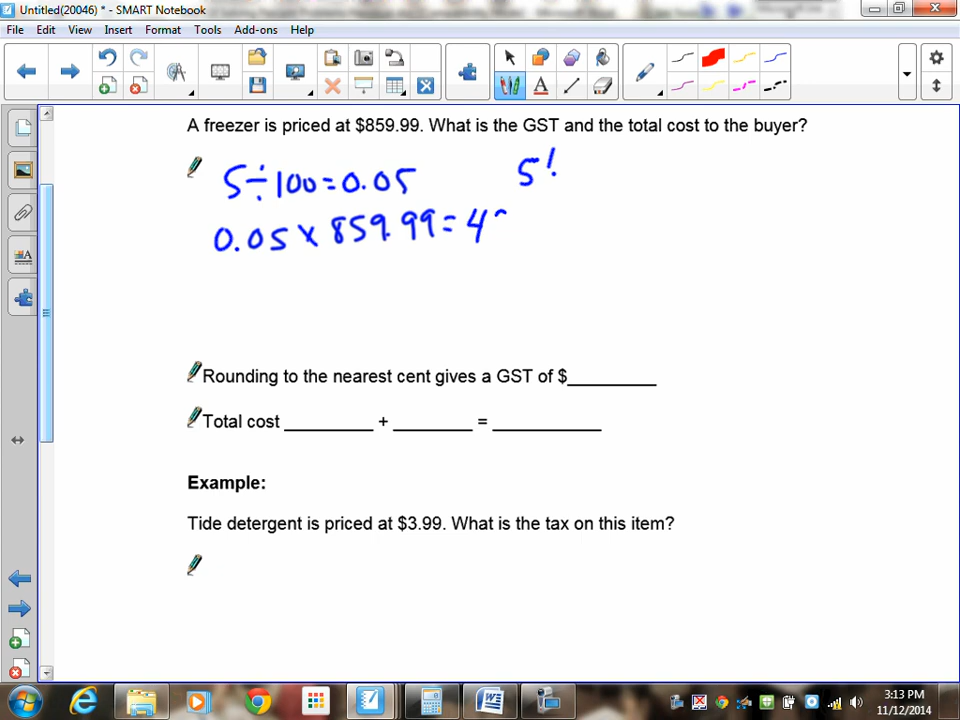 Untitled(20046) * - SMART Notebook
File Edit View Insert Format Tools Add-ons Help
A freezer is priced at $859.99. What is the GST and the total cost to the buyer?
5÷100=0.05
5!
0.05×859.99=4
Rounding to the nearest cent gives a GST of $_________
Total cost _________ + ________ = ___________
Example:
Tide detergent is priced at $3.99. What is the tax on this item?
3:13 PM
11/12/2014